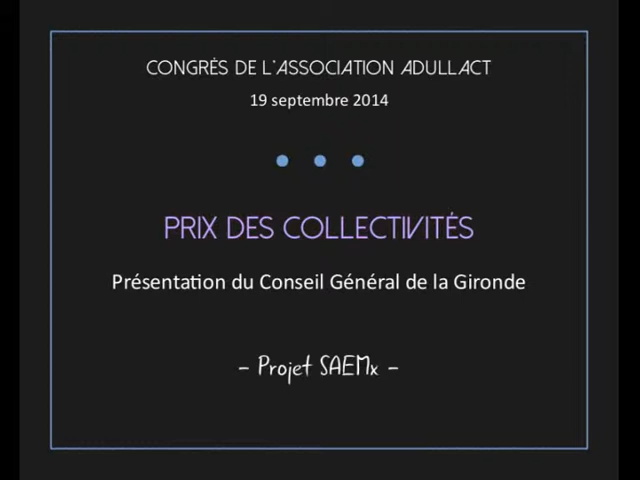 CONGRÈS DE L'ASSOCIATION ADULLACT
19 septembre 2014
PRIX DES COLLECTIVITÉS
Présentation du Conseil Général de la Gironde
- Projet SAEMx -